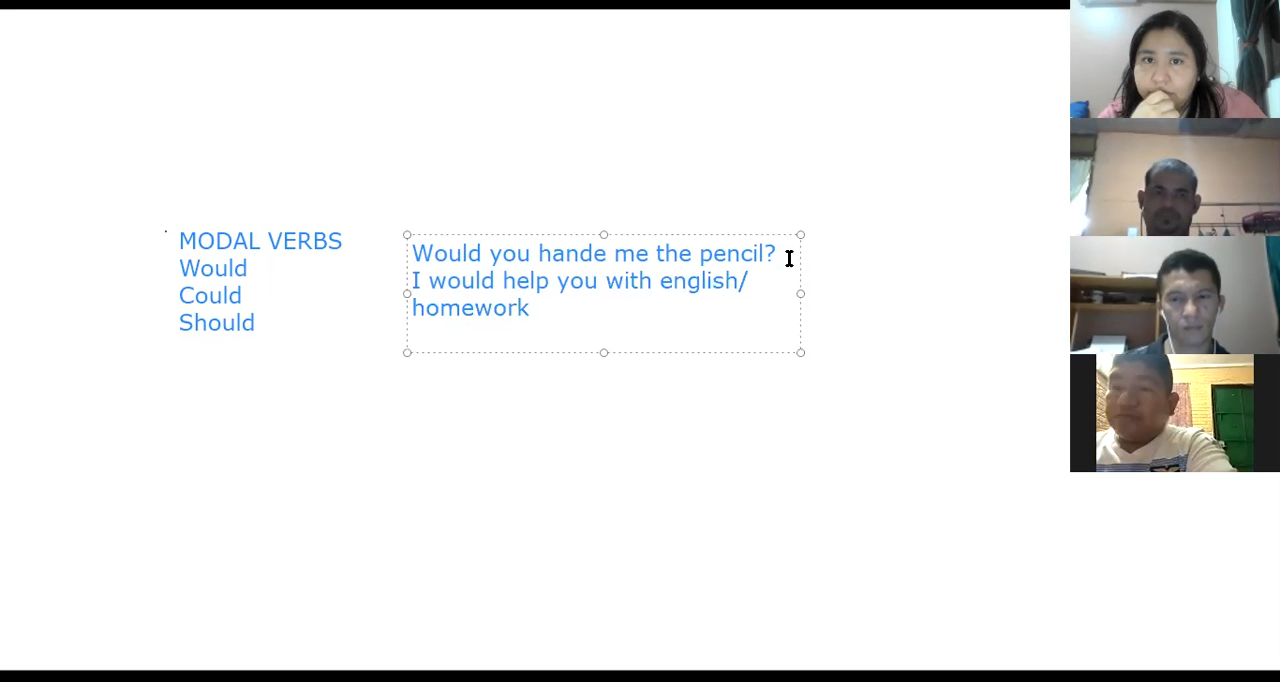 MODAL VERBS
Would
Could
Should
Would you hande me the pencil?
I would help you with english/
homework